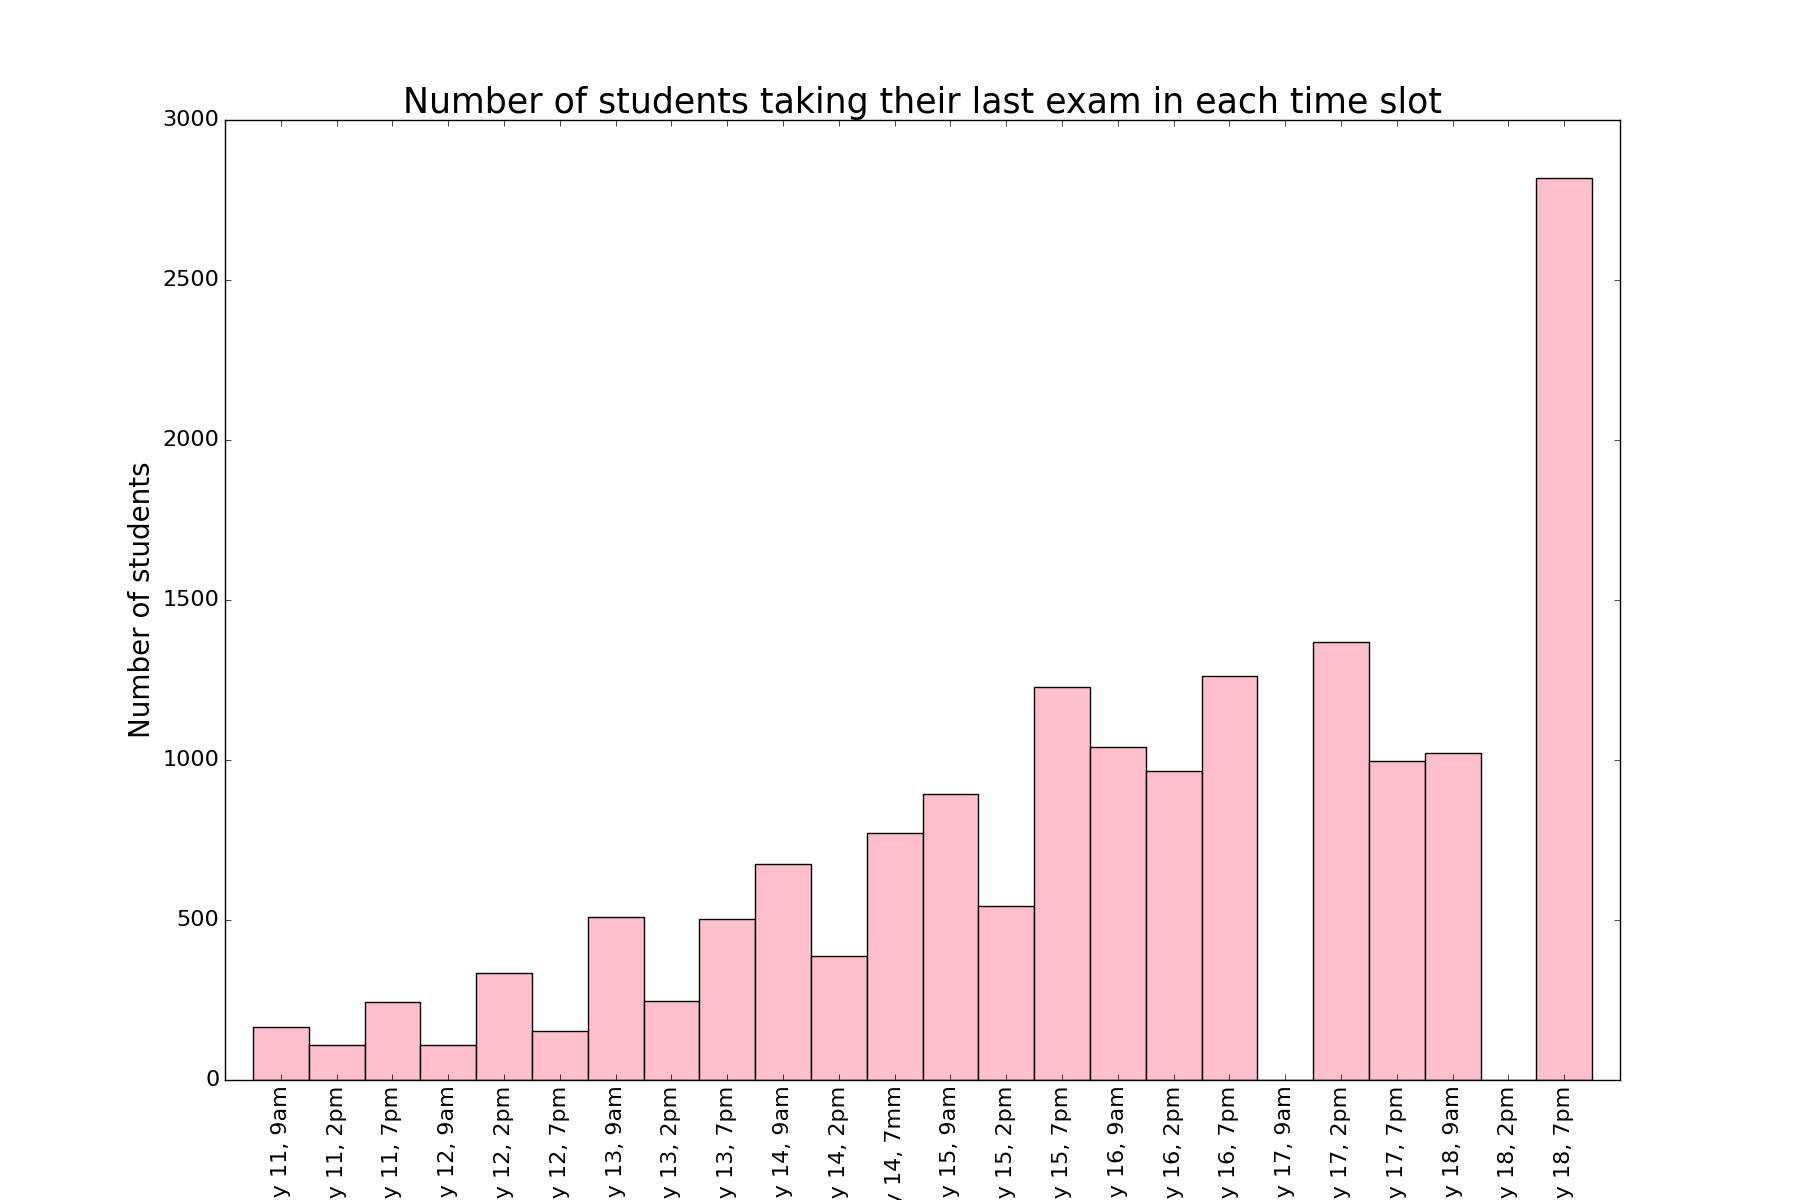 Number of students taking their last exam in each time slot
Number of students
3000
2500
2000
1500
1000
500
0
y 11, 9am
y 11, 2pm
y 11, 7pm
y 12, 9am
y 12, 2pm
y 12, 7pm
y 13, 9am
y 13, 2pm
y 13, 7pm
y 14, 9am
y 14, 2pm
y 14, 7mm
y 15, 9am
y 15, 2pm
y 15, 7pm
y 16, 9am
y 16, 2pm
y 16, 7pm
y 17, 9am
y 17, 2pm
y 17, 7pm
y 18, 9am
y 18, 2pm
y 18, 7pm